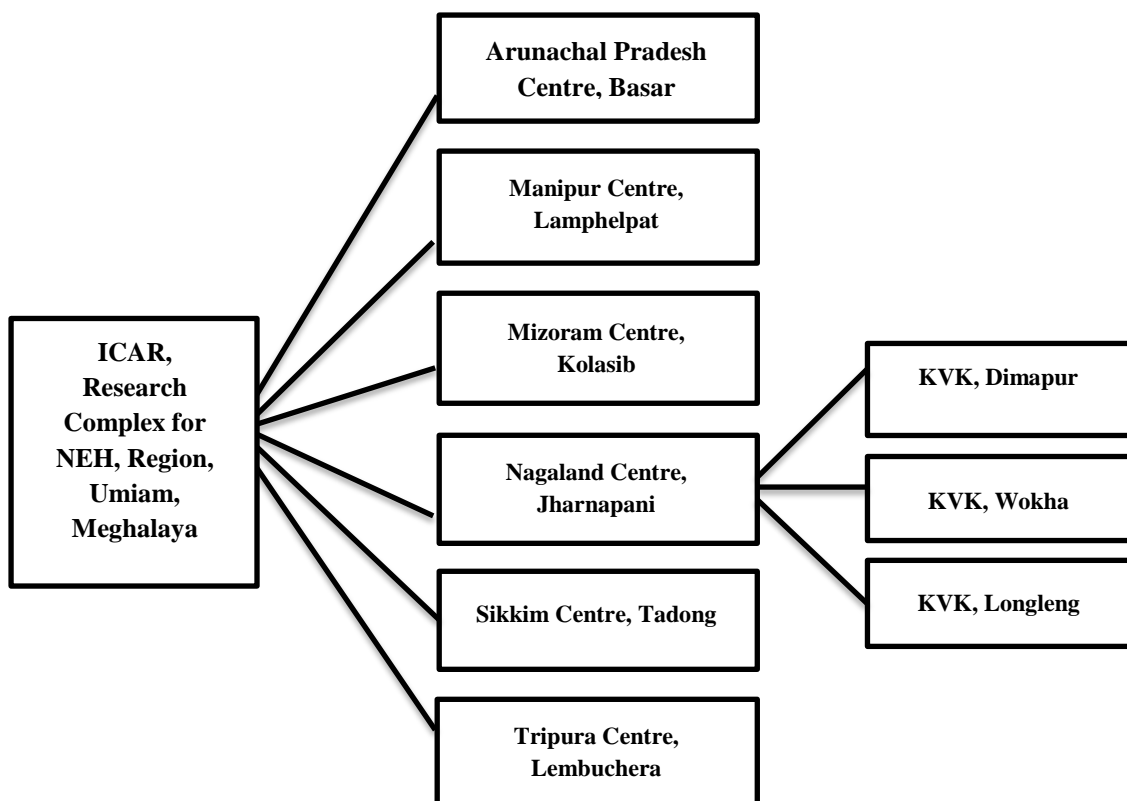 ICAR,
Research
Complex for
NEH, Region,
Umiam,
Meghalaya
Arunachal Pradesh
Centre, Basar
Manipur Centre,
Lamphelpat
Mizoram Centre,
Kolasib
Nagaland Centre,
Jharnapani
Sikkim Centre, Tadong
Tripura Centre,
Lembuchera
KVK, Dimapur
KVK, Wokha
KVK, Longleng